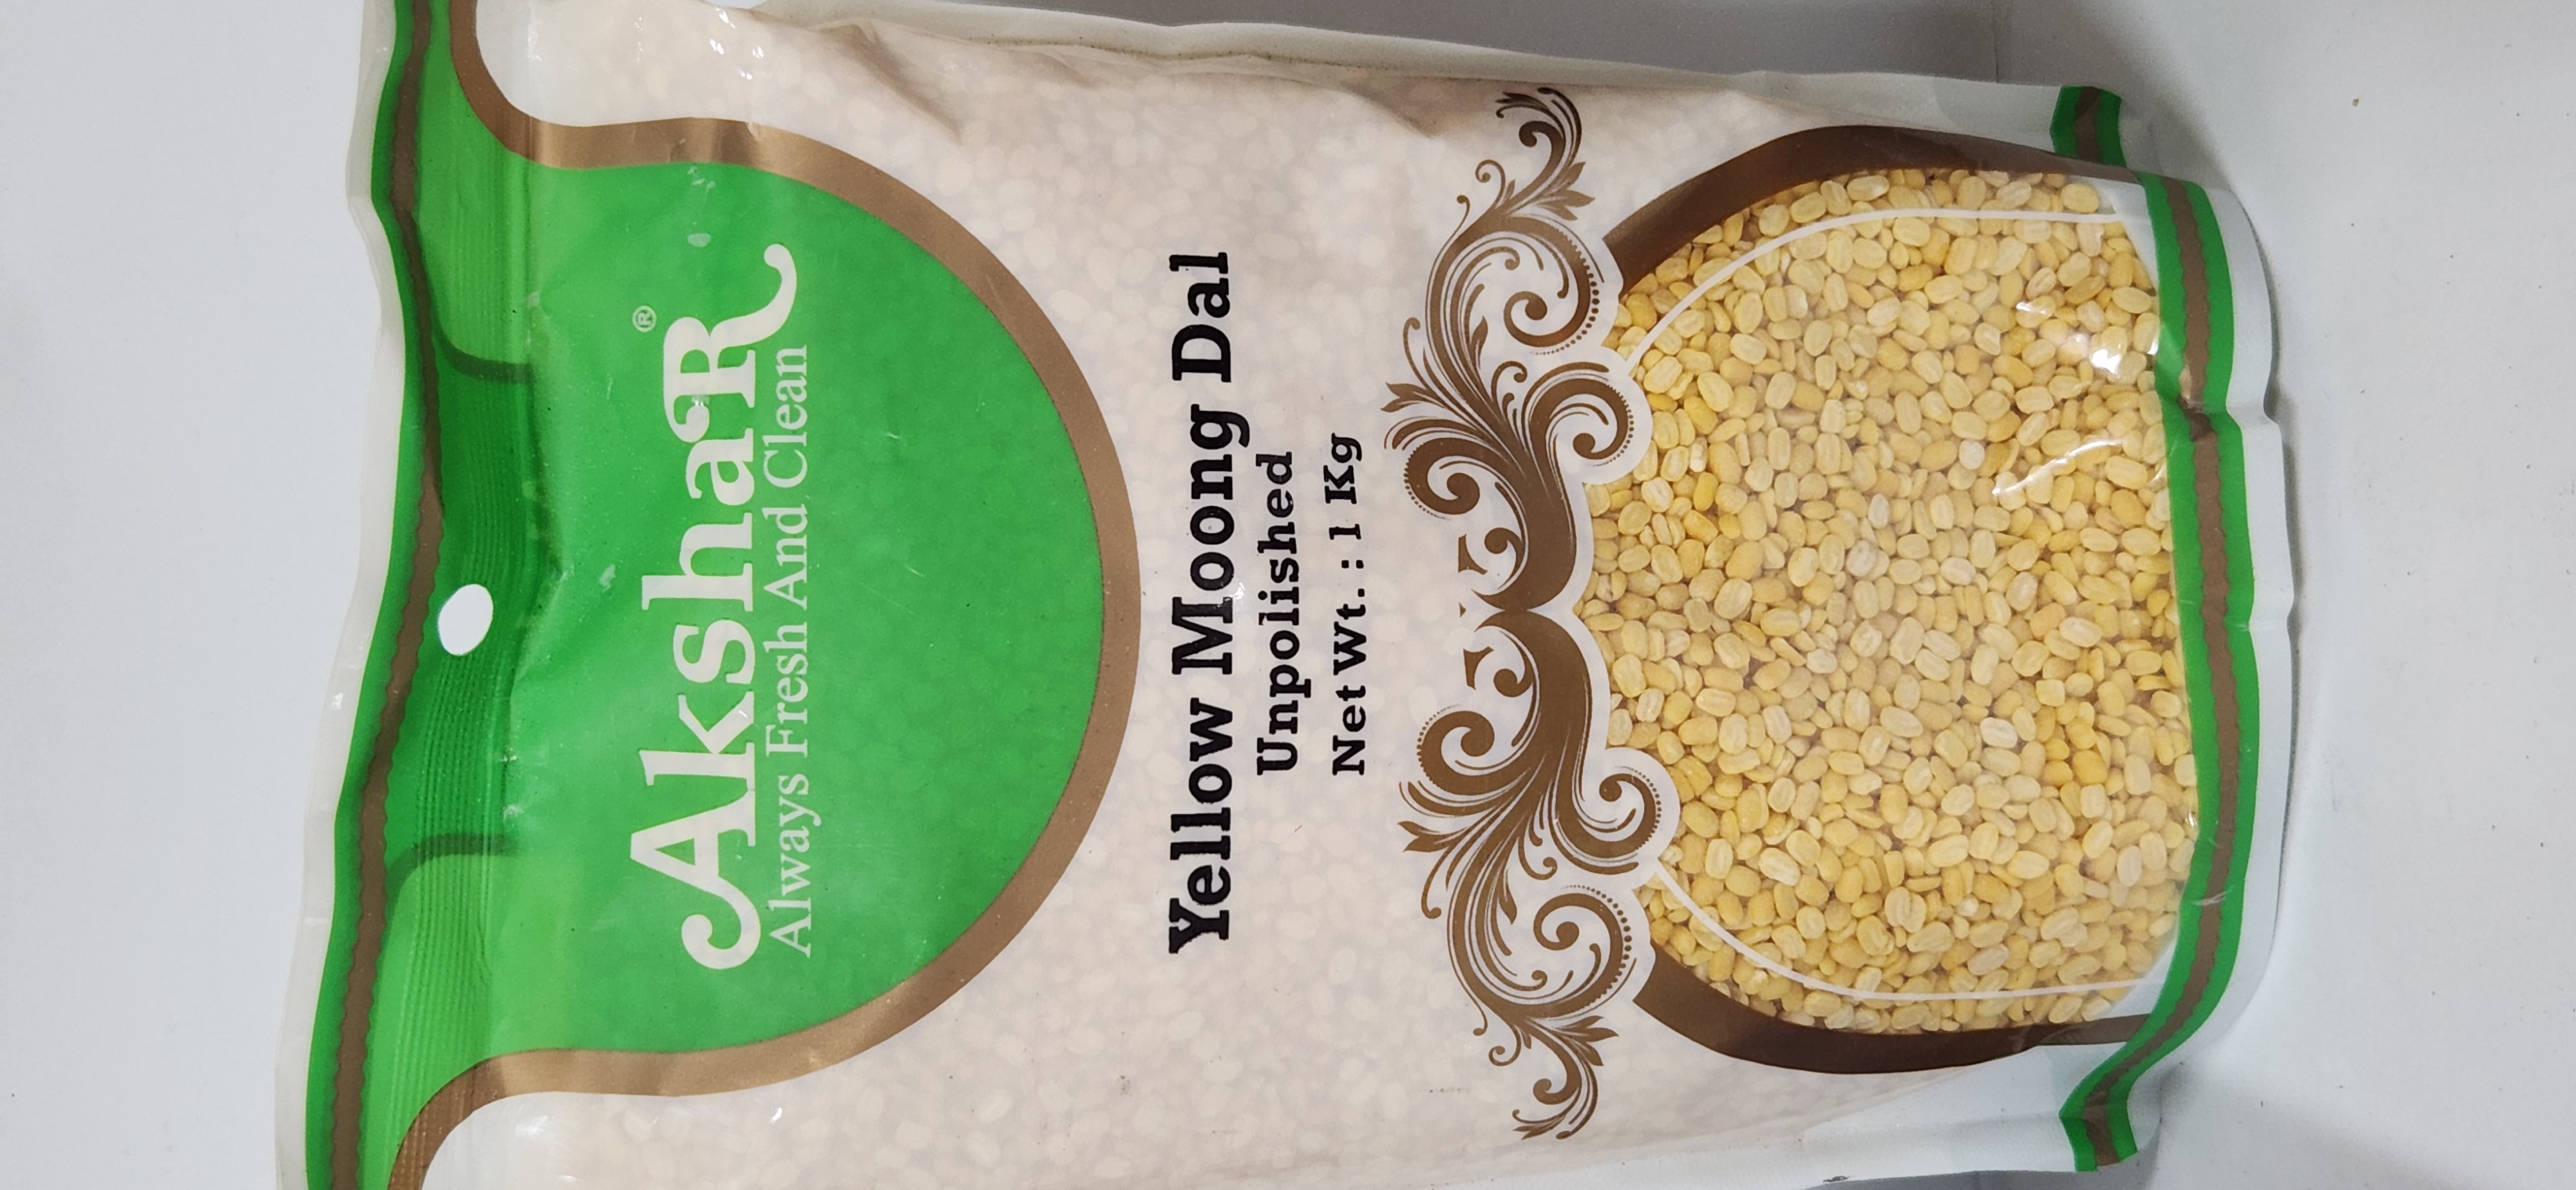 AkshaR®
Always Fresh And Clean
Yellow Moong Dal
Unpolished
Net Wt. : 1 Kg